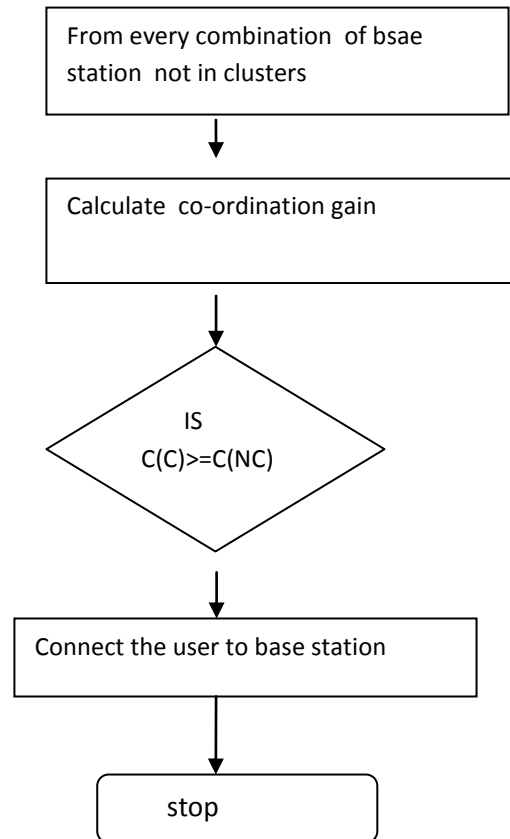 From every combination of bsae
station not in clusters
Calculate co-ordination gain
IS
C(C)>=C(NC)
Connect the user to base station
stop